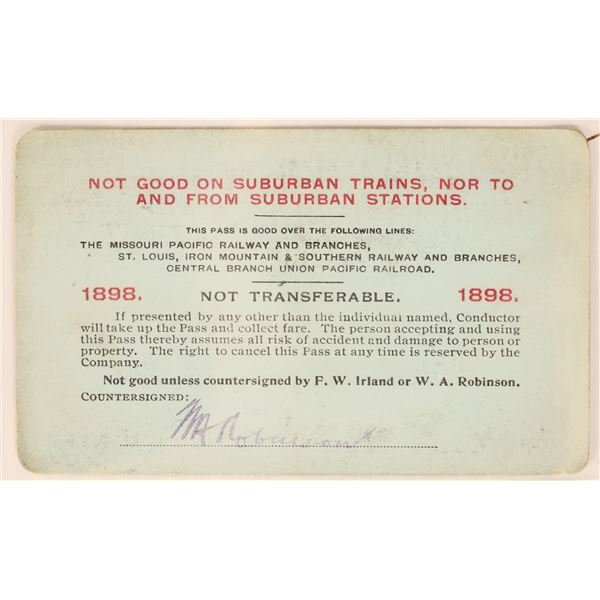 NOT GOOD ON SUBURBAN TRAINS, NOR TO
AND FROM SUBURBAN STATIONS.
THIS PASS IS GOOD OVER THE FOLLOWING LINES:
THE MISSOURI PACIFIC RAILWAY AND BRANCHES,
ST. LOUIS, IRON MOUNTAIN & SOUTHERN RAILWAY AND BRANCHES,
CENTRAL BRANCH UNION PACIFIC RAILROAD.
1898. NOT TRANSFERABLE. 1898.
If presented by any other than the individual named, Conductor
will take up the Pass and collect fare. The person accepting and using
this Pass thereby assumes all risk of accident and damage to person or
property. The right to cancel this Pass at any time is reserved by the
Company.
Not good unless countersigned by F. W. Irland or W. A. Robinson.
COUNTERSIGNED:
WA Robinson